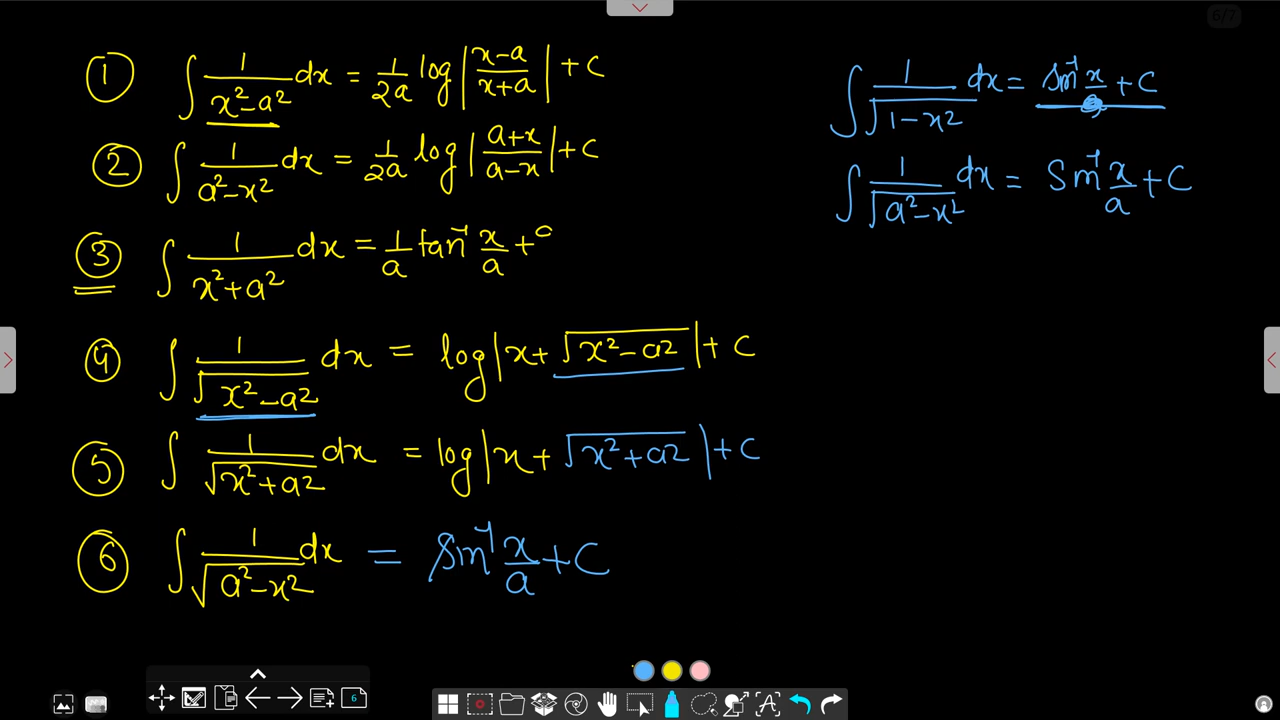 6/7
① ∫ 1/(x²-a²) dx = 1/2a log|(x-a)/(x+a)| + C
② ∫ 1/(a²-x²) dx = 1/2a log|(a+x)/(a-x)| + C
③ ∫ 1/(x²+a²) dx = 1/a tan⁻¹ x/a + c
④ ∫ 1/√(x²-a²) dx = log|x+√(x²-a²)| + C
⑤ ∫ 1/√(x²+a²) dx = log|x+√(x²+a²)| + C
⑥ ∫ 1/√(a²-x²) dx = Sin⁻¹ x/a + C
∫ 1/√(1-x²) dx = Sin⁻¹ x + C
∫ 1/√(a²-x²) dx = Sin⁻¹ x/a + C
6
A